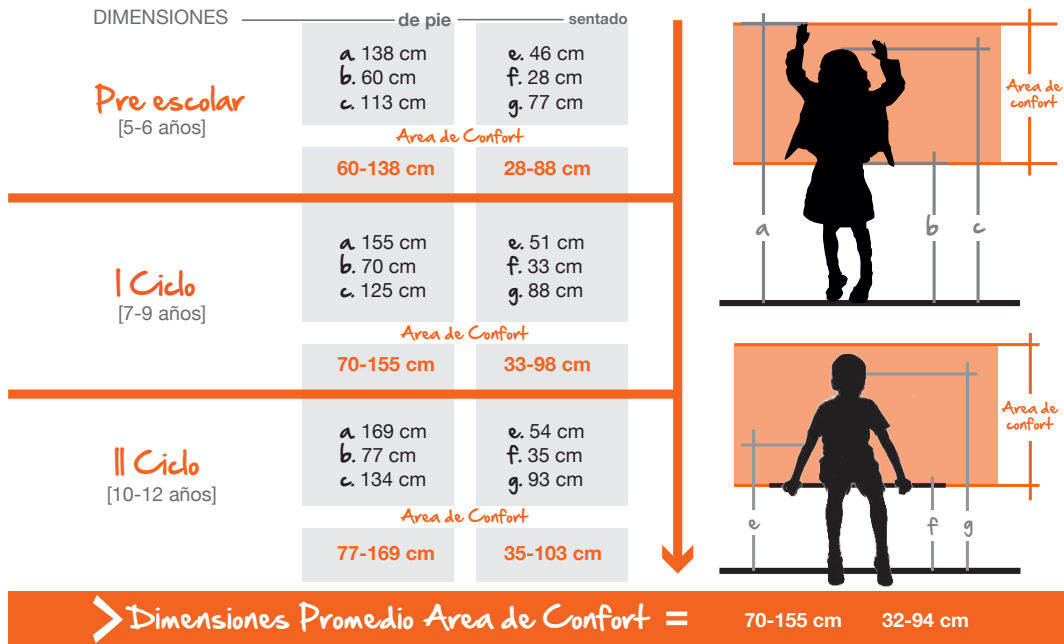 DIMENSIONES de pie sentado
Pre escolar
[5-6 años]
a. 138 cm e. 46 cm
b. 60 cm f. 28 cm
c. 113 cm g. 77 cm
Area de Confort
60-138 cm 28-88 cm
I Ciclo
[7-9 años]
a. 155 cm e. 51 cm
b. 70 cm f. 33 cm
c. 125 cm g. 88 cm
Area de Confort
70-155 cm 33-98 cm
II Ciclo
[10-12 años]
a. 169 cm e. 54 cm
b. 77 cm f. 35 cm
c. 134 cm g. 93 cm
Area de Confort
77-169 cm 35-103 cm
Area de
confort
a b c
Area de
confort
e f g
Dimensiones Promedio Area de Confort = 70-155 cm 32-94 cm